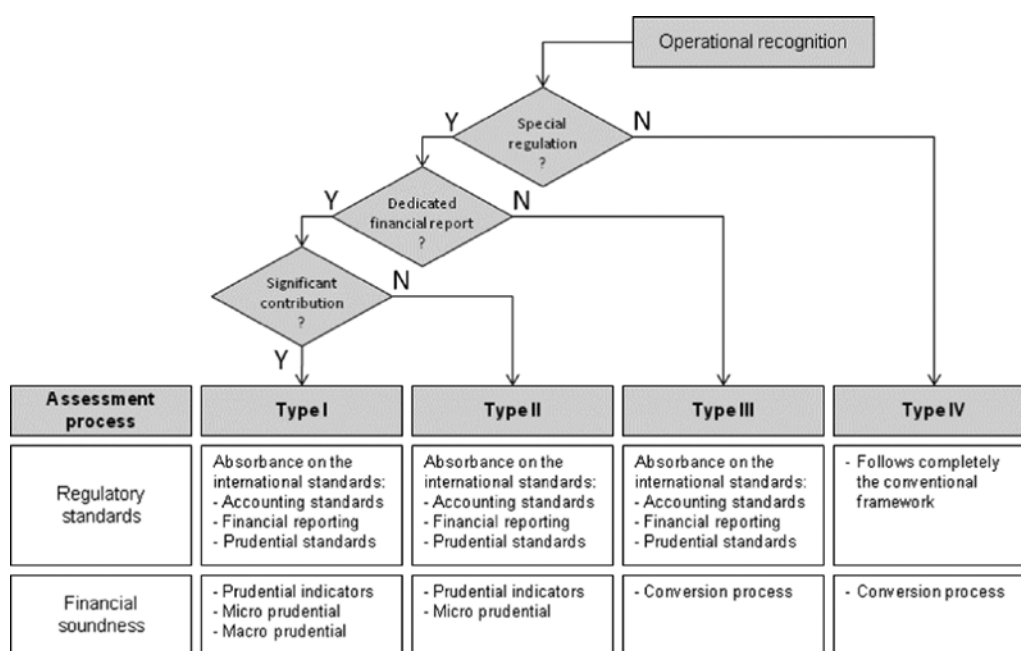 Operational recognition
Y
Special
regulation
?
N
Y
Dedicated
financial report
?
N
Significant
contribution
?
N
Y
Assessment
process
Type I
Type II
Type III
Type IV
Regulatory
standards
Absorbance on the
international standards:
- Accounting standards
- Financial reporting
- Prudential standards
Absorbance on the
international standards:
- Accounting standards
- Financial reporting
- Prudential standards
Absorbance on the
international standards:
- Accounting standards
- Financial reporting
- Prudential standards
- Follows completely
the conventional
framework
Financial
soundness
- Prudential indicators
- Micro prudential
- Macro prudential
- Prudential indicators
- Micro prudential
- Conversion process
- Conversion process